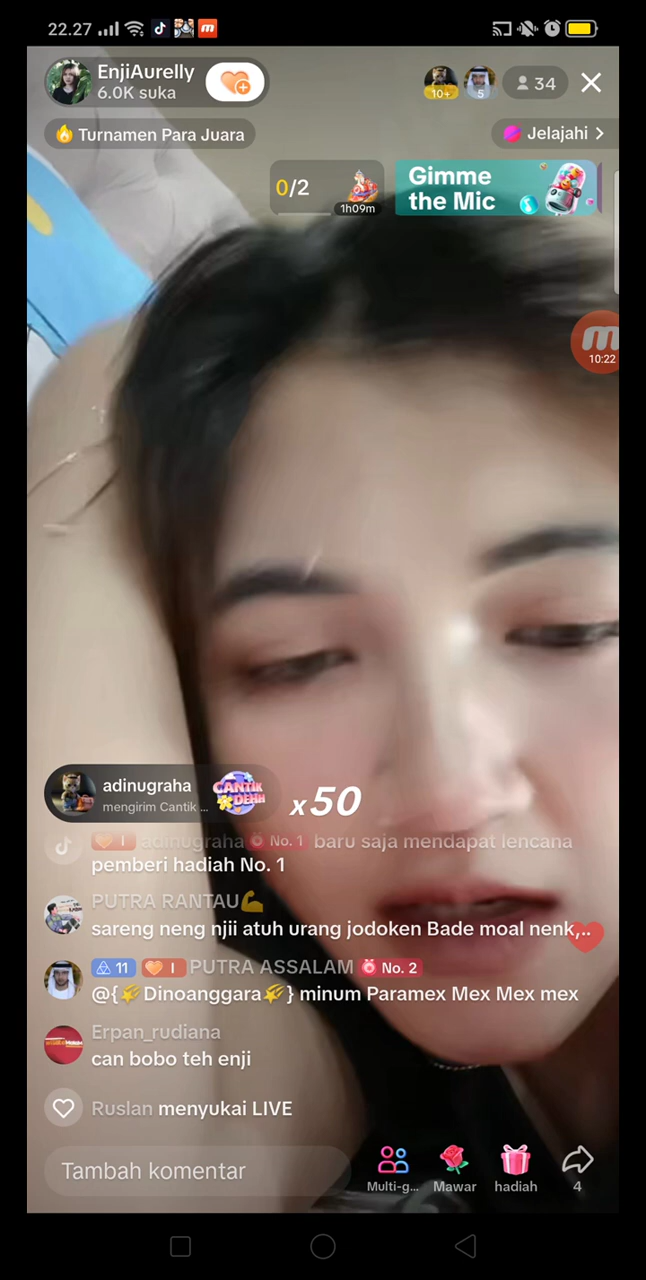 22.27
EnjiAurelly
6.0K suka
10+
5
34
Turnamen Para Juara
Jelajahi >
0/2
1h09m
Gimme
the Mic
10:22
adinugraha
mengirim Cantik ...
CANTIK
DEHH
x50
I adinugraha No. 1 baru saja mendapat lencana
pemberi hadiah No. 1
PUTRA RANTAU💪
sareng neng njii atuh urang jodoken Bade moal nenk,..
11 I PUTRA ASSALAM No. 2
@{🌠Dinoanggara🌠} minum Paramex Mex Mex mex
Erpan_rudiana
can bobo teh enji
Ruslan menyukai LIVE
Tambah komentar
Multi-g...
Mawar
hadiah
4